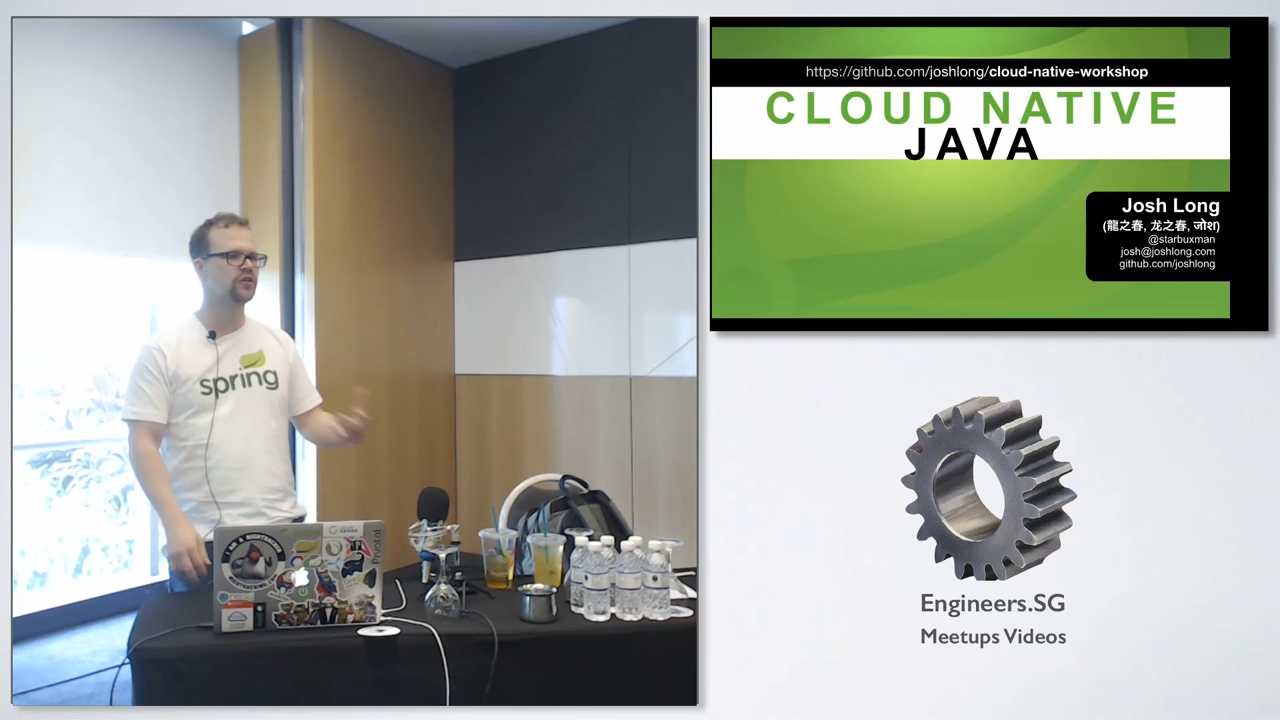 https://github.com/joshlong/cloud-native-workshop
CLOUD NATIVE
JAVA
Josh Long
(龍之春, 龙之春, जोश)
@starbuxman
josh@joshlong.com
github.com/joshlong
spring
Pivotal
Engineers.SG
Meetups Videos